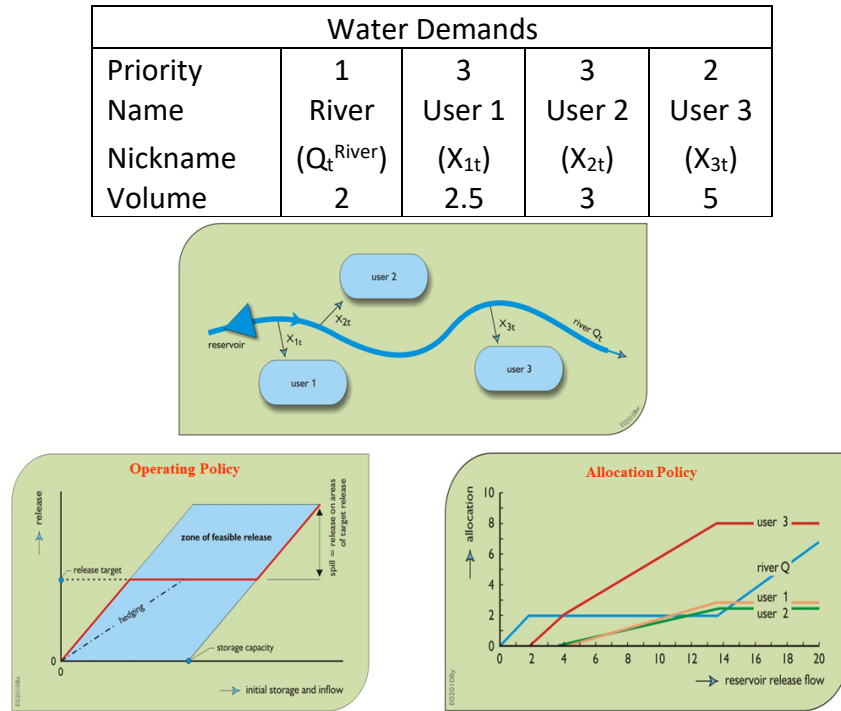 Water Demands
Priority 1 3 3 2
Name River User 1 User 2 User 3
Nickname (QₜRiver) (X₁ₜ) (X₂ₜ) (X₃ₜ)
Volume 2 2.5 3 5
user 2
X₂ₜ
reservoir
X₁ₜ
user 1
X₃ₜ
user 3
river Qₜ
E020108n
Operating Policy
release
zone of feasible release
spill = release on areas
of target release
release target
hedging
storage capacity
0
0
initial storage and inflow
E020108x
Allocation Policy
allocation
10
8
6
4
2
0
user 3
river Q
user 1
user 2
0 2 4 6 8 10 12 14 16 18 20
reservoir release flow
E020108y